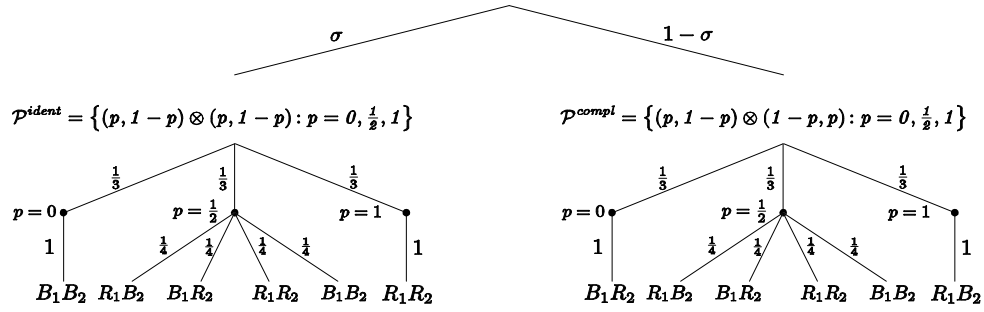 σ 1 − σ
𝒫^{ident} = {(p, 1 − p) ⊗ (p, 1 − p) : p = 0, 1/2, 1} 𝒫^{compl} = {(p, 1 − p) ⊗ (1 − p, p) : p = 0, 1/2, 1}
1/3 1/3 1/3 1/3 1/3 1/3
p = 0 p = 1/2 p = 1 p = 0 p = 1/2 p = 1
1 1/4 1/4 1/4 1/4 1 1 1/4 1/4 1/4 1/4 1
B₁B₂ R₁B₂ B₁R₂ R₁R₂ B₁B₂ R₁R₂ B₁R₂ R₁B₂ B₁R₂ R₁R₂ B₁B₂ R₁B₂